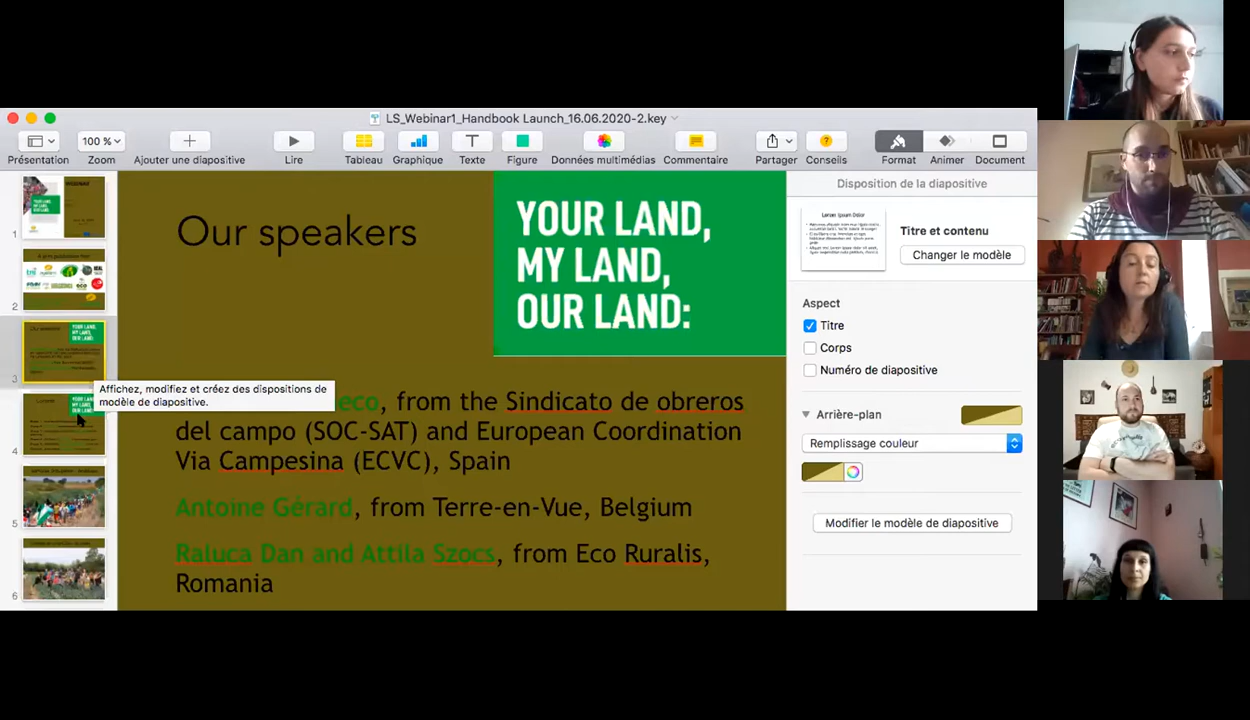 LS_Webinar1_Handbook Launch_16.06.2020-2.key
100 %
Présentation
Zoom
Ajouter une diapositive
Lire
Tableau
Graphique
Texte
Figure
Données multimédias
Commentaire
Partager
Conseils
Format
Animer
Document
1
2
3
4
5
6
Our speakers
YOUR LAND,
MY LAND,
OUR LAND:
eco, from the Sindicato de obreros
del campo (SOC-SAT) and European Coordination
Via Campesina (ECVC), Spain
Antoine Gérard, from Terre-en-Vue, Belgium
Raluca Dan and Attila Szocs, from Eco Ruralis,
Romania
Affichez, modifiez et créez des dispositions de
modèle de diapositive.
Disposition de la diapositive
Lorem Ipsum Dolor
Titre et contenu
Changer le modèle
Aspect
Titre
Corps
Numéro de diapositive
Arrière-plan
Remplissage couleur
Modifier le modèle de diapositive